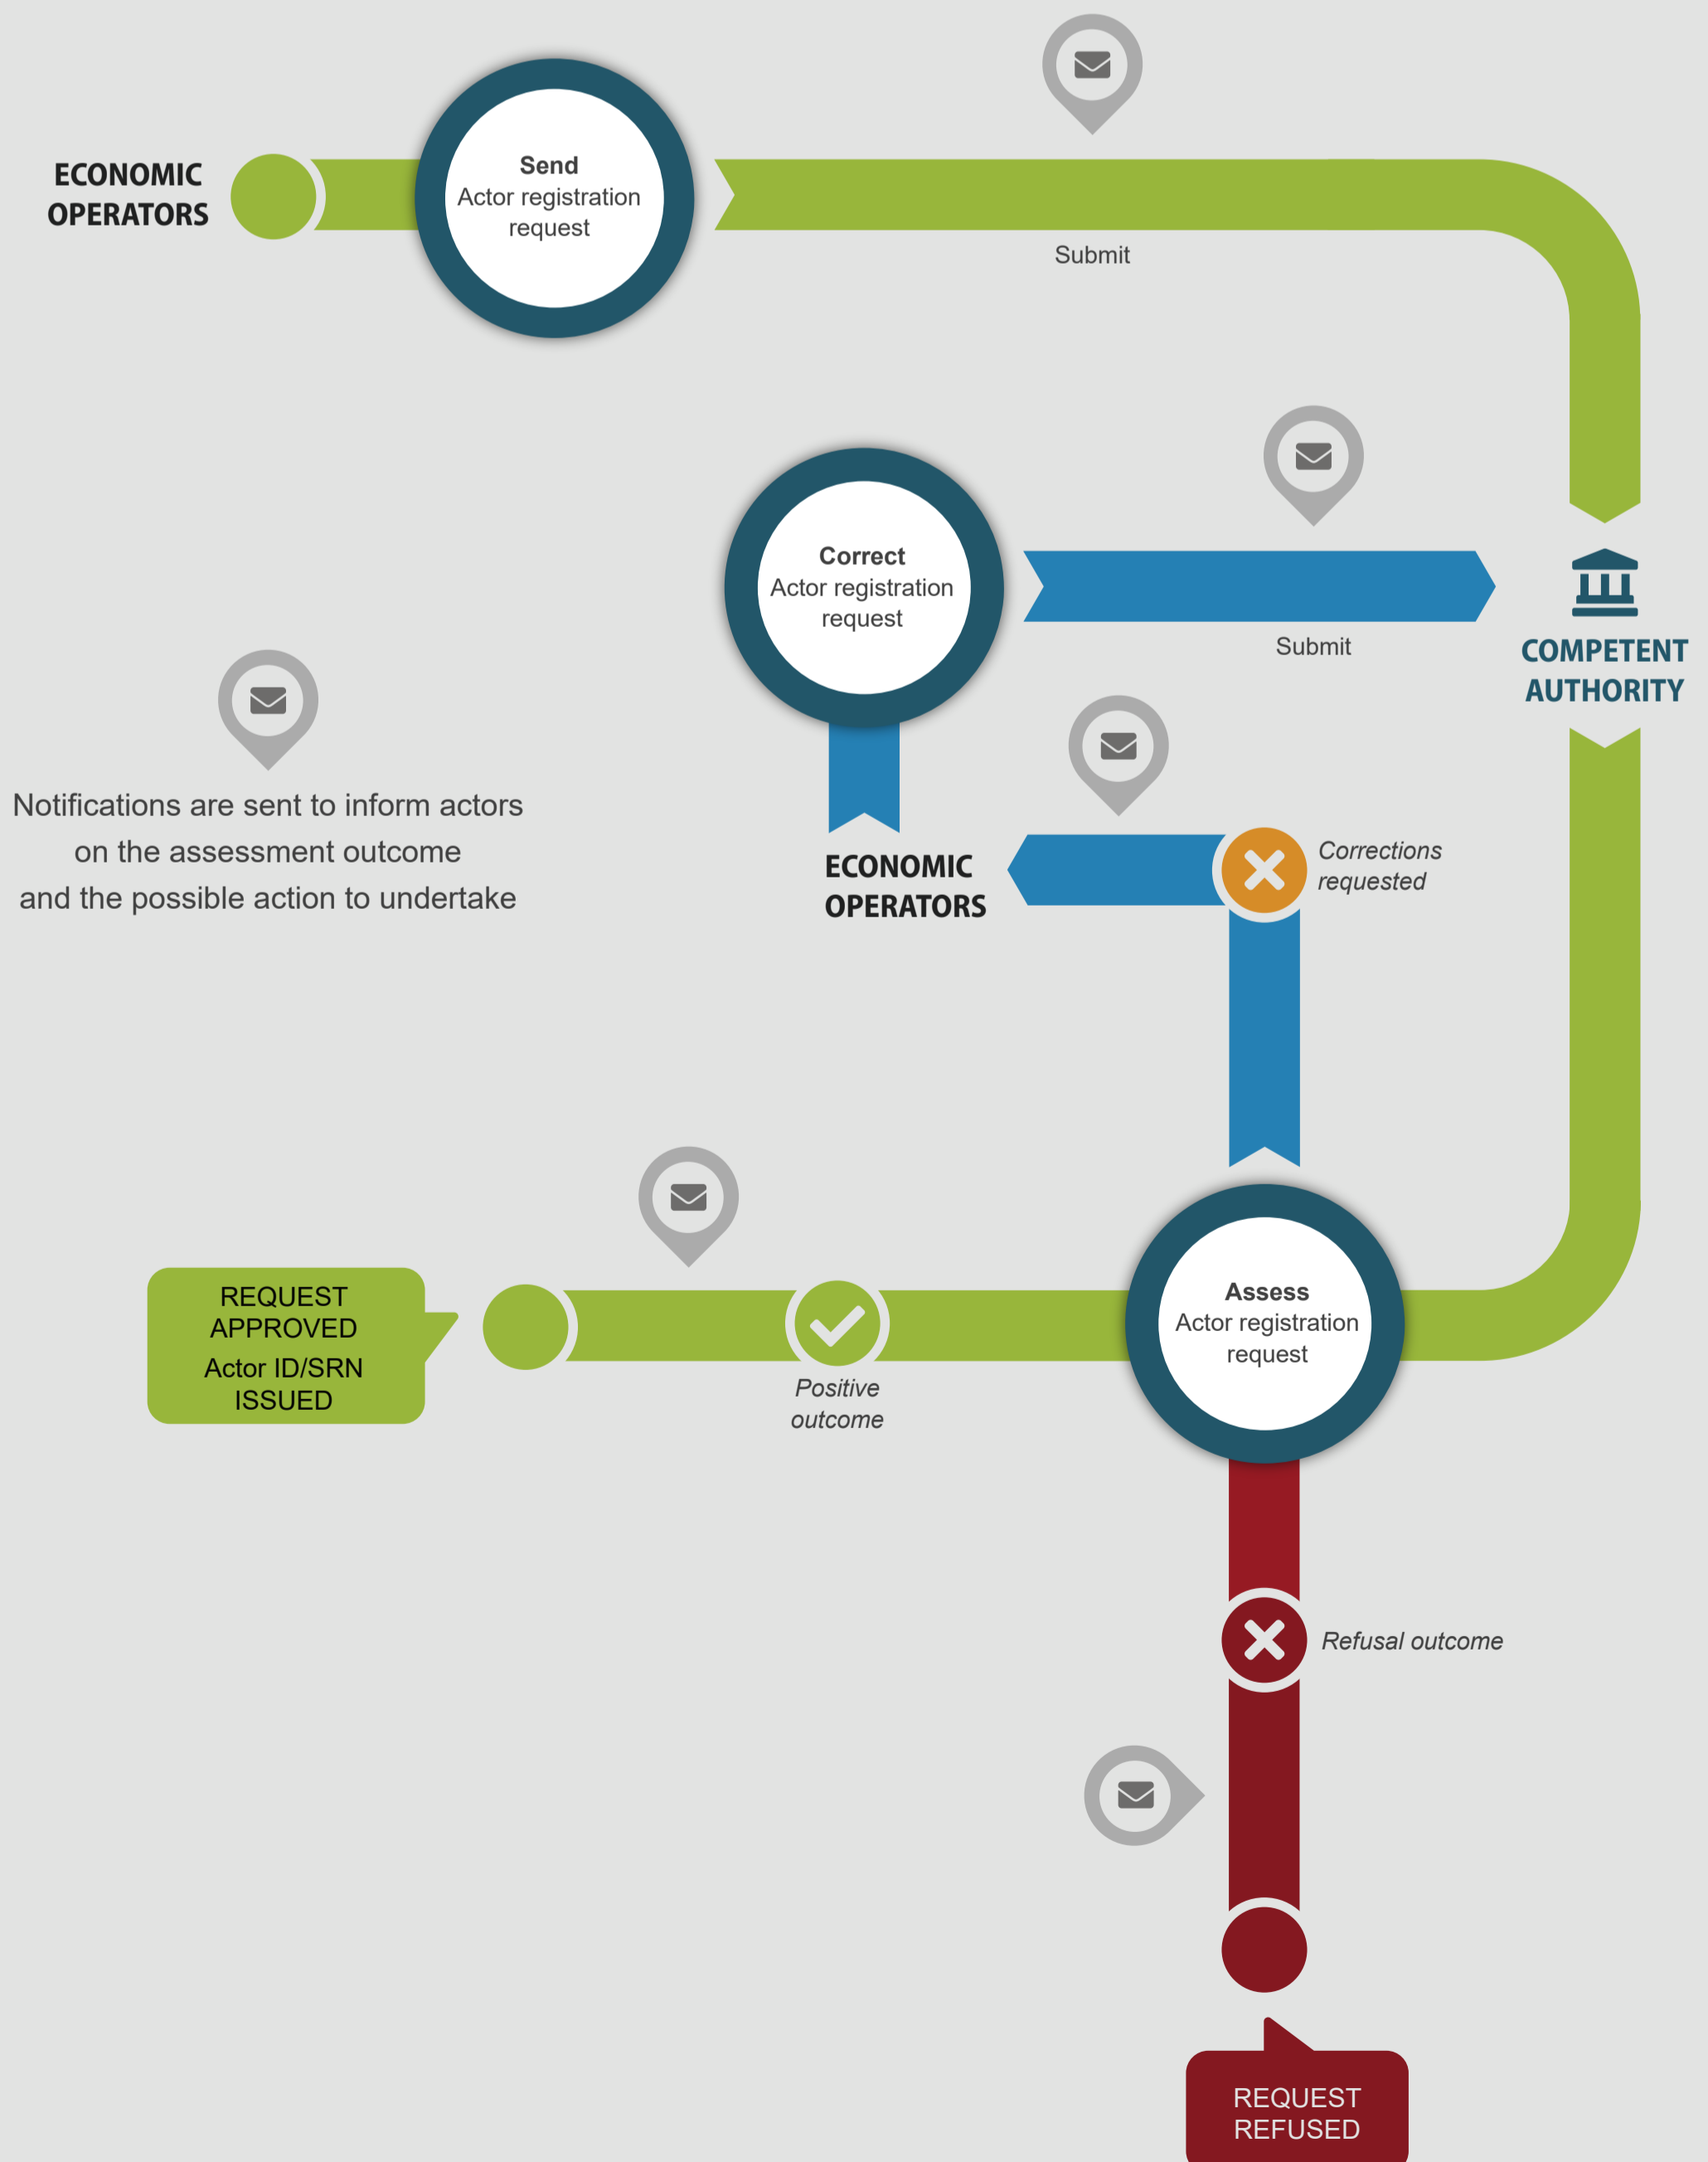 ECONOMIC
OPERATORS
Send
Actor registration
request
Submit
Correct
Actor registration
request
Submit
COMPETENT
AUTHORITY
Notifications are sent to inform actors
on the assessment outcome
and the possible action to undertake
ECONOMIC
OPERATORS
Corrections
requested
REQUEST
APPROVED
Actor ID/SRN
ISSUED
Positive
outcome
Assess
Actor registration
request
Refusal outcome
REQUEST
REFUSED